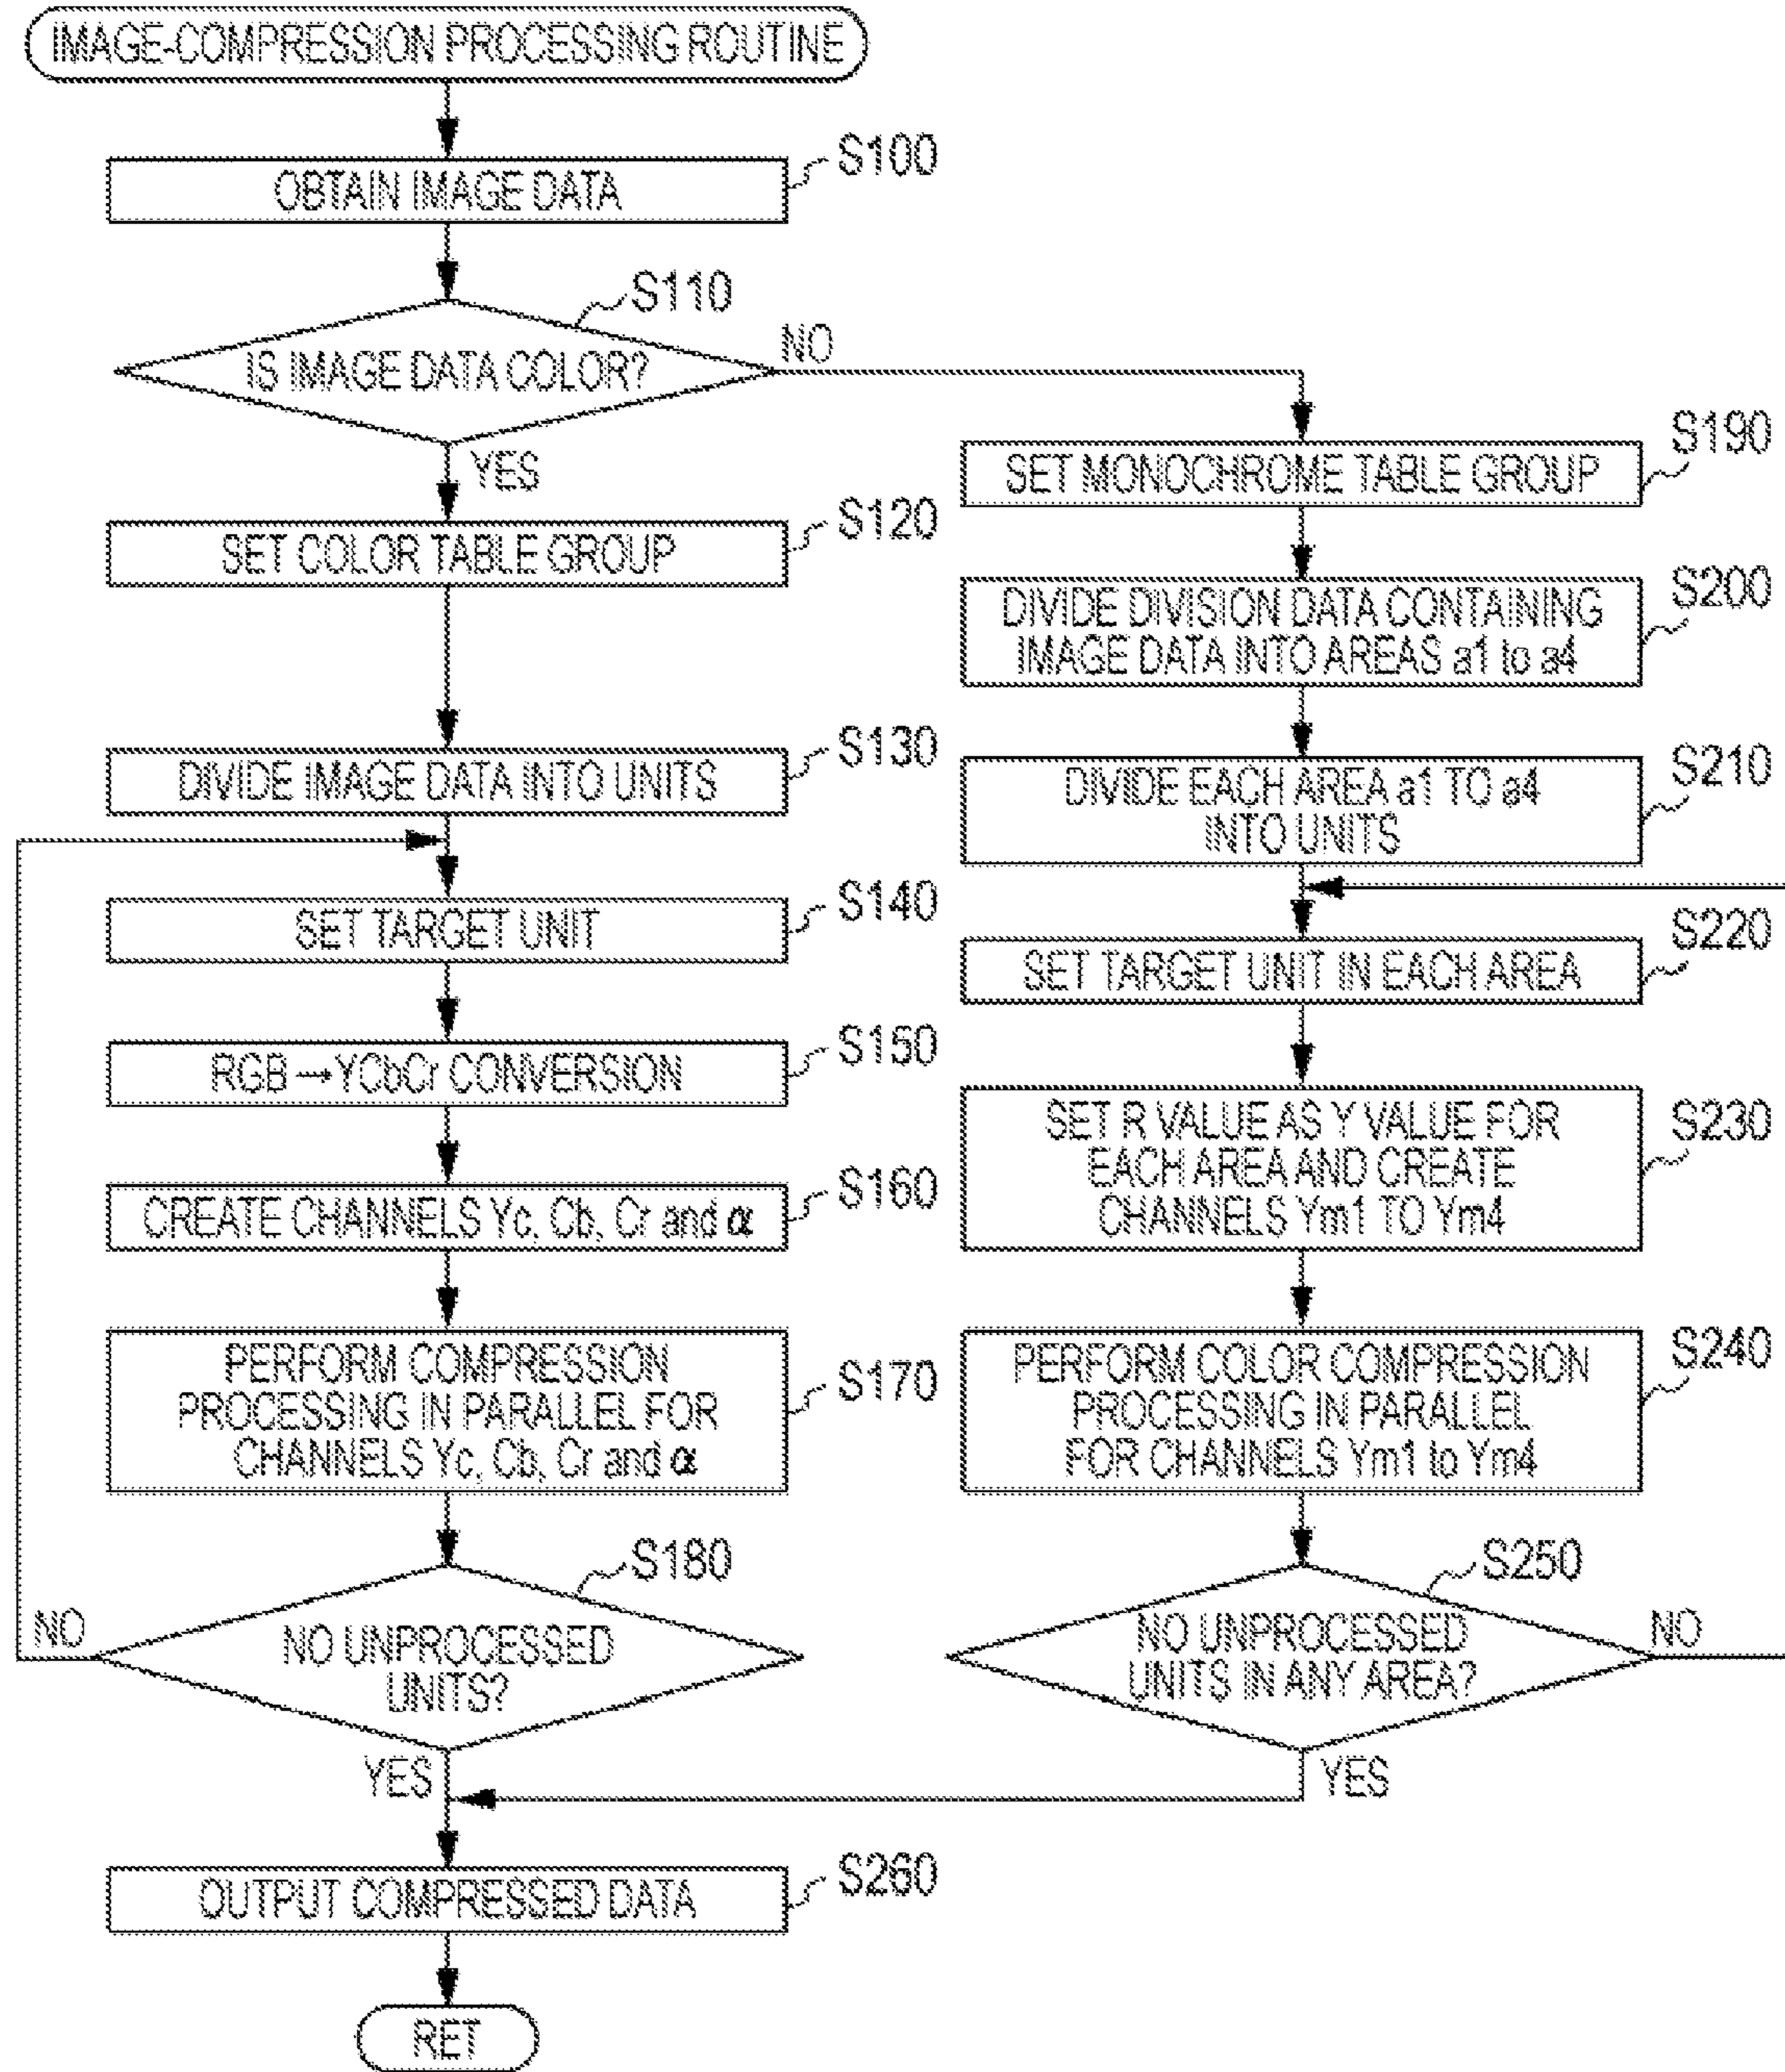 IMAGE-COMPRESSION PROCESSING ROUTINE
S100
OBTAIN IMAGE DATA
S110
IS IMAGE DATA COLOR?
NO
YES
S120
SET COLOR TABLE GROUP
S130
DIVIDE IMAGE DATA INTO UNITS
S140
SET TARGET UNIT
S150
RGB→YCbCr CONVERSION
S160
CREATE CHANNELS Yc, Cb, Cr and α
S170
PERFORM COMPRESSION
PROCESSING IN PARALLEL FOR
CHANNELS Yc, Cb, Cr and α
S180
NO UNPROCESSED
UNITS?
NO
YES
S190
SET MONOCHROME TABLE GROUP
S200
DIVIDE DIVISION DATA CONTAINING
IMAGE DATA INTO AREAS a1 to a4
S210
DIVIDE EACH AREA a1 TO a4
INTO UNITS
S220
SET TARGET UNIT IN EACH AREA
S230
SET R VALUE AS Y VALUE FOR
EACH AREA AND CREATE
CHANNELS Ym1 TO Ym4
S240
PERFORM COLOR COMPRESSION
PROCESSING IN PARALLEL
FOR CHANNELS Ym1 to Ym4
S250
NO UNPROCESSED
UNITS IN ANY AREA?
NO
YES
S260
OUTPUT COMPRESSED DATA
RET